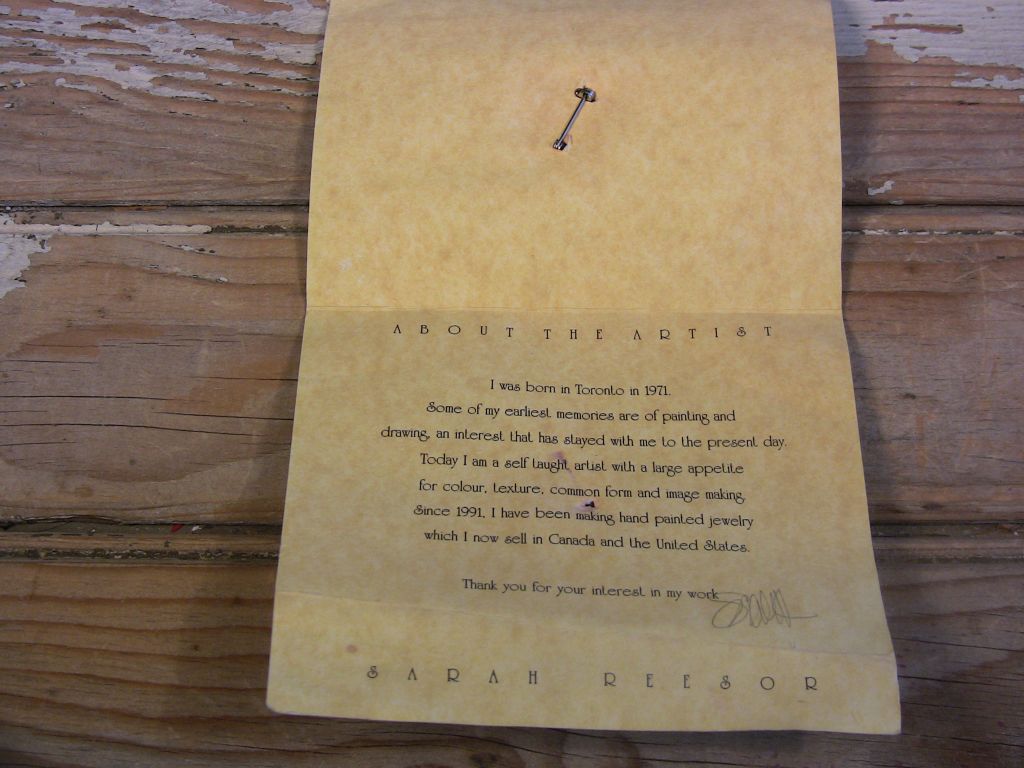 ABOUT THE ARTIST
I was born in Toronto in 1971.
Some of my earliest memories are of painting and
drawing, an interest that has stayed with me to the present day.
Today I am a self taught artist with a large appetite
for colour, texture, common form and image making.
Since 1991, I have been making hand painted jewelry
which I now sell in Canada and the United States.
Thank you for your interest in my work
Sarah
SARAH REESOR